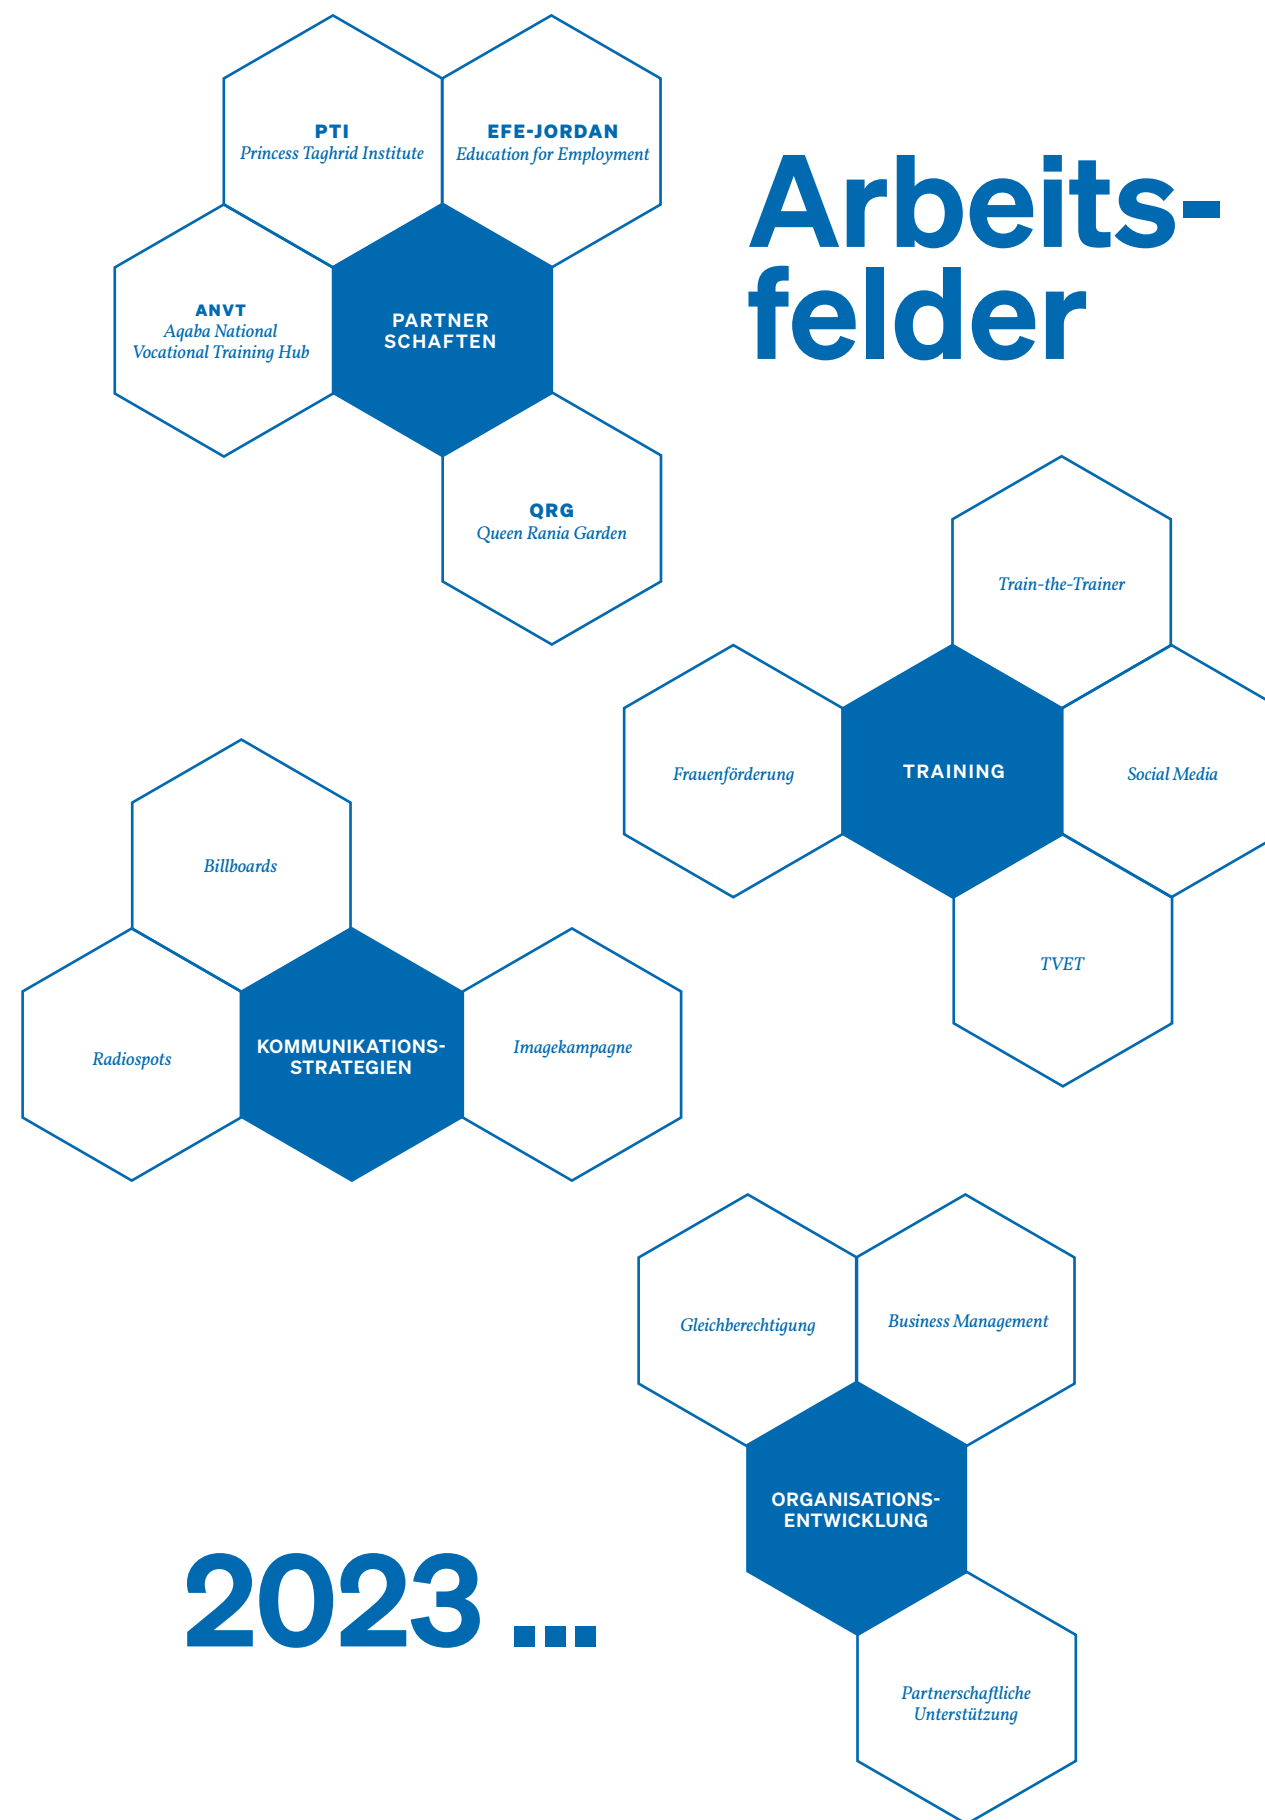 PTI
Princess Taghrid Institute
EFE-JORDAN
Education for Employment
Arbeits-
felder
ANVT
Aqaba National
Vocational Training Hub
PARTNER
SCHAFTEN
QRG
Queen Rania Garden
Train-the-Trainer
Frauenförderung
TRAINING
Social Media
TVET
Billboards
Radiospots
KOMMUNIKATIONS-
STRATEGIEN
Imagekampagne
Gleichberechtigung
Business Management
ORGANISATIONS-
ENTWICKLUNG
2023 ...
Partnerschaftliche
Unterstützung